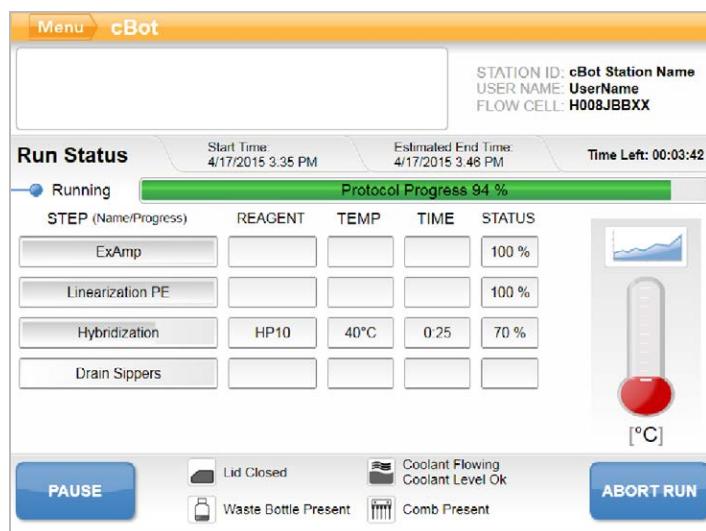 Menu cBot
STATION ID: cBot Station Name
USER NAME: UserName
FLOW CELL: H008JBBXX
Run Status
Start Time:
4/17/2015 3.35 PM
Estimated End Time:
4/17/2015 3.46 PM
Time Left: 00:03:42
Running
Protocol Progress 94 %
STEP (Name/Progress) REAGENT TEMP TIME STATUS
ExAmp 100 %
Linearization PE 100 %
Hybridization HP10 40°C 0:25 70 %
Drain Sippers
[°C]
PAUSE
Lid Closed
Coolant Flowing
Coolant Level Ok
Waste Bottle Present
Comb Present
ABORT RUN